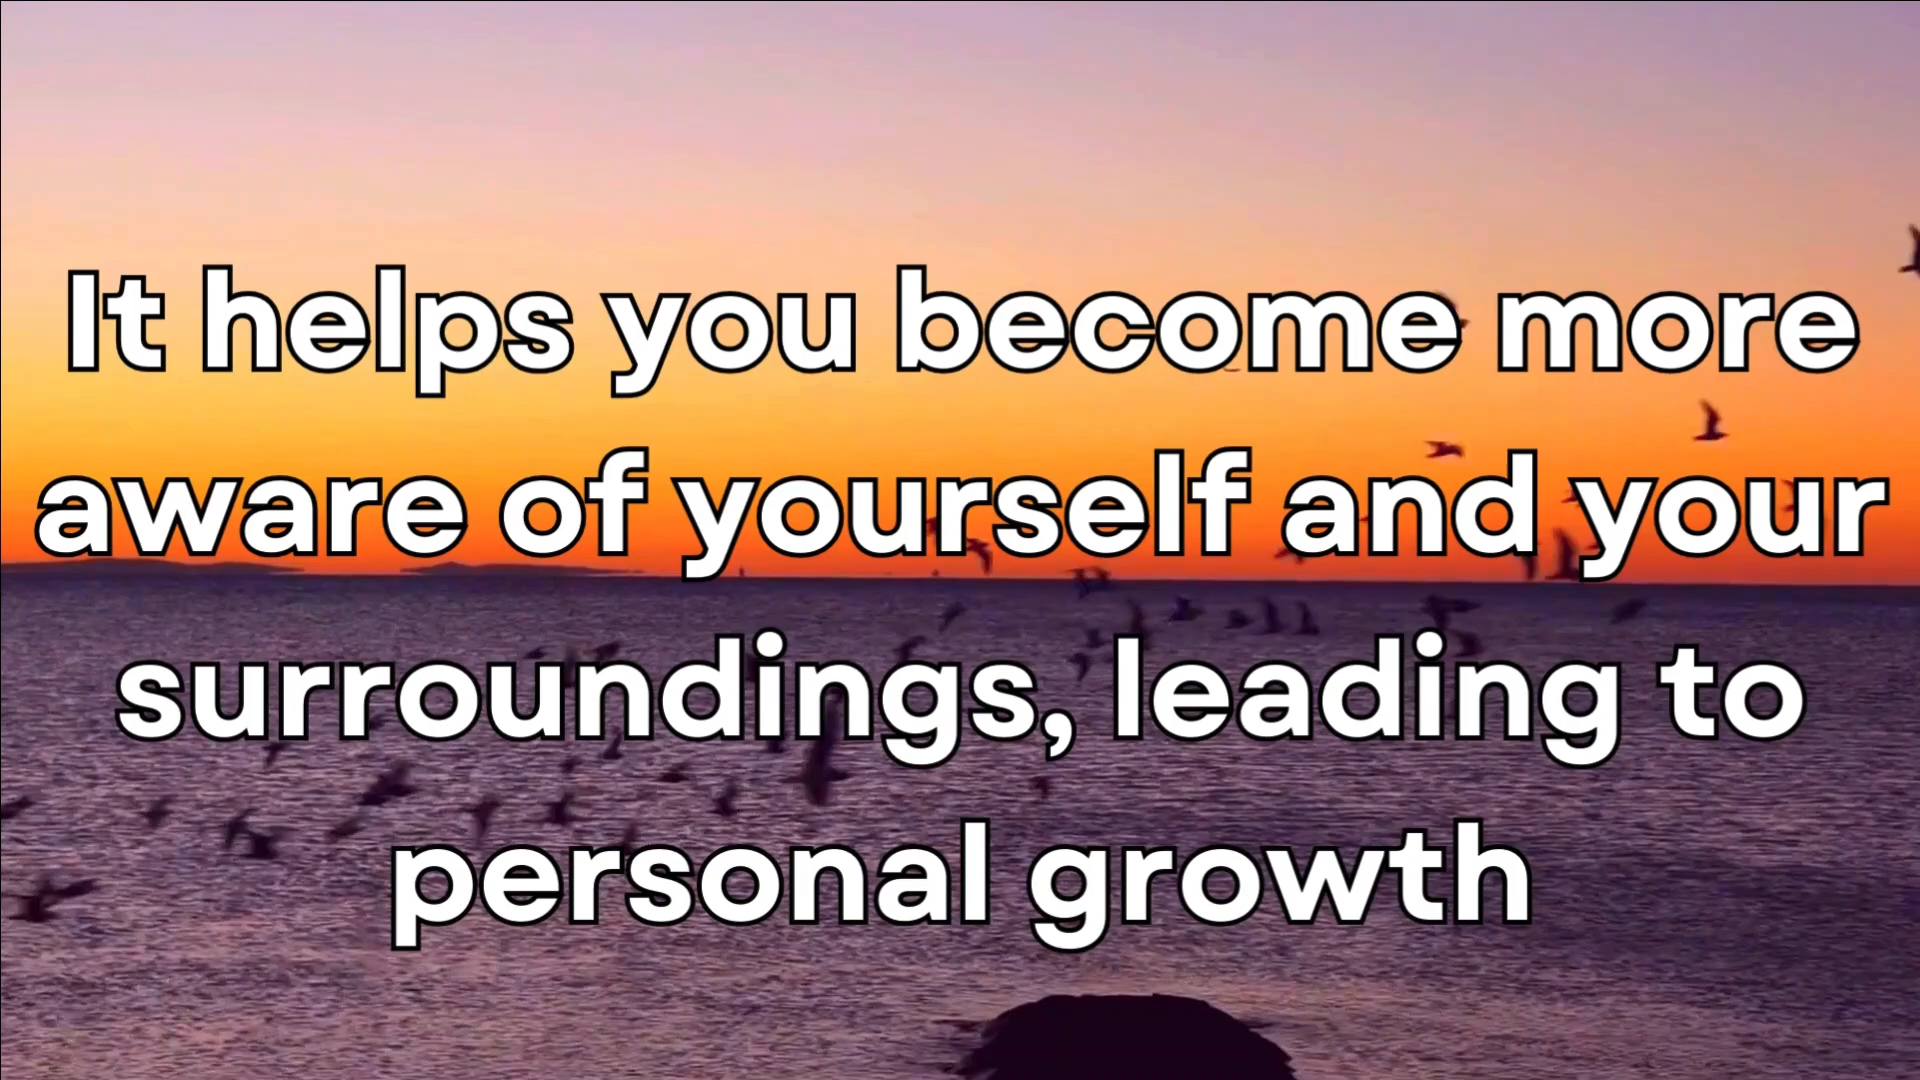 It helps you become more
aware of yourself and your
surroundings, leading to
personal growth